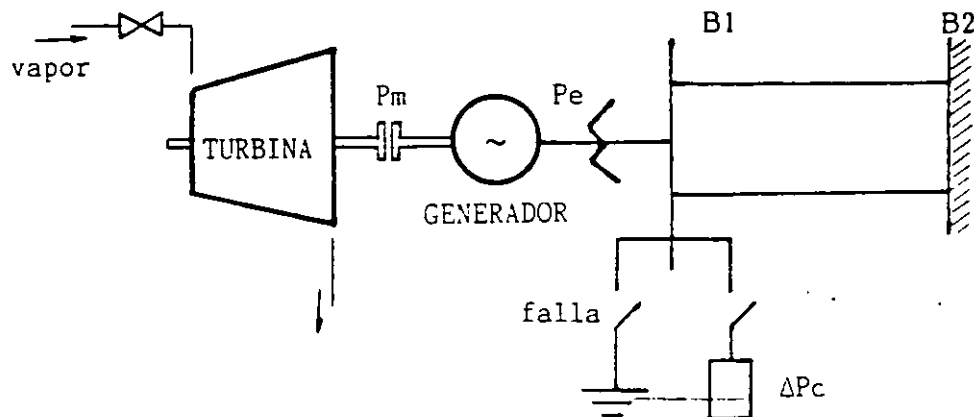 B1
B2
vapor
Pm
Pe
TURBINA
~
GENERADOR
falla
ΔPc